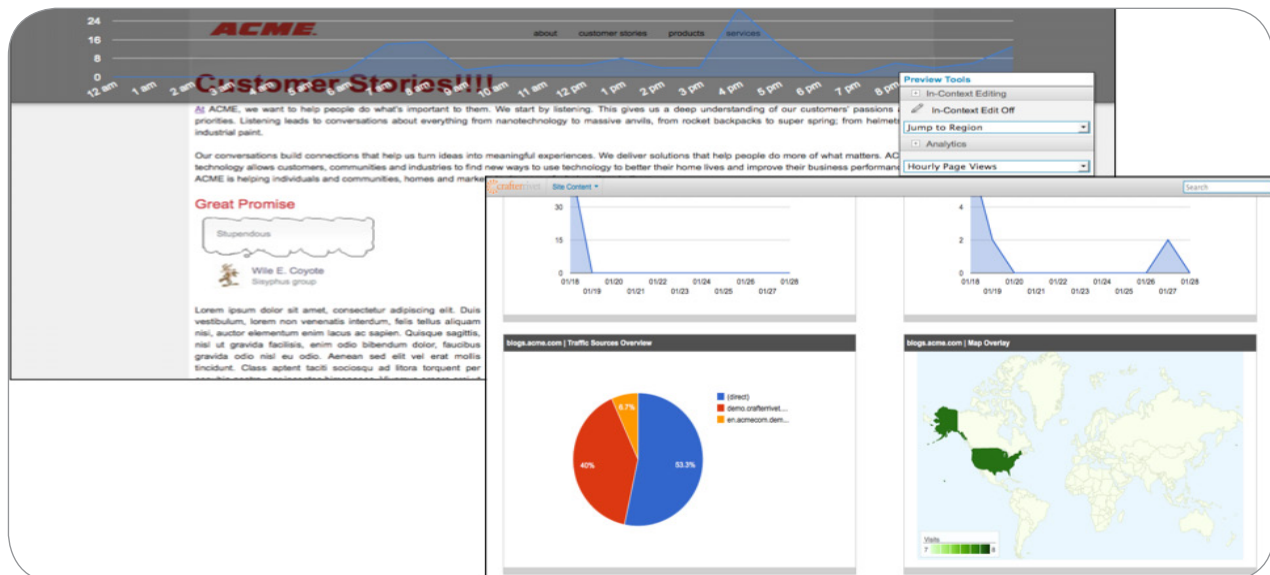 24
16
8
0
ACME.
about customer stories products services
12 am 1 am 2 am 3 am 8 am 12 pm 1 pm 2 pm 3 pm 4 pm 5 pm 6 pm 7 pm 8 pm 9 pm 10 pm 11 pm
Customer Stories!!!!
At ACME, we want to help people do what's important to them. We start by listening. This gives us a deep understanding of our customers' passions
priorities. Listening leads to conversations about everything from nanotechnology to massive anvils, from rocket backpacks to super spring; from helmets
industrial paint.
Our conversations build connections that help us turn ideas into meaningful experiences. We deliver solutions that help people do more of what matters. AC
technology allows customers, communities and industries to find new ways to use technology to better their home lives and improve their business performanc
ACME is helping individuals and communities, homes and marke
Preview Tools
In-Context Editing
In-Context Edit Off
Jump to Region
Analytics
Hourly Page Views
Great Promise
Stupendous
Wile E. Coyote
Sisyphus group
Lorem ipsum dolor sit amet, consectetur adipiscing elit. Duis
vestibulum, lorem non venenatis interdum, felis tellus aliquam
nisi, auctor elementum enim lacus ac sapien. Quisque sagittis,
nisl ut gravida facilisis, enim odio bibendum dolor, faucibus
gravida odio nisl eu odio. Aenean sed elit vel erat mollis
tincidunt. Class aptent taciti sociosqu ad litora torquent per
crafterrivet Site Content
Search
30
15
0
01/18 01/20 01/22 01/24 01/26 01/28
01/19 01/21 01/23 01/25 01/27
4
2
0
01/18 01/20 01/22 01/24 01/26 01/28
01/19 01/21 01/23 01/25 01/27
blogs.acme.com | Traffic Sources Overview
6.7%
40%
53.3%
(direct)
demo.crafterrivet....
en.acmecom.dem...
blogs.acme.com | Map Overlay
Visits
7 8